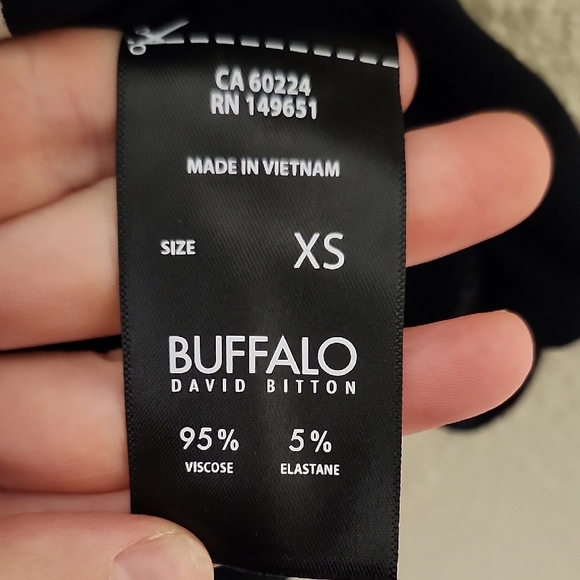 CA 60224
RN 149651
MADE IN VIETNAM
SIZE XS
BUFFALO
DAVID BITTON
95% 5%
VISCOSE ELASTANE